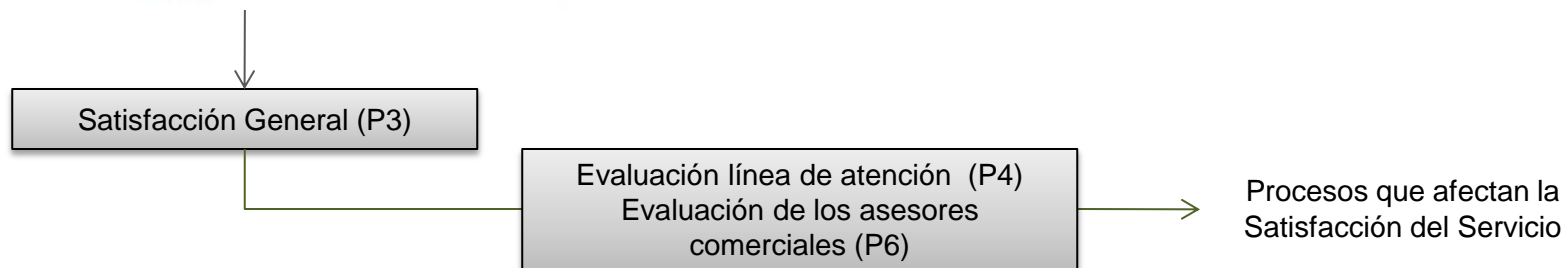 Satisfacción General (P3)
Evaluación línea de atención (P4)
Evaluación de los asesores
comerciales (P6)
Procesos que afectan la
Satisfacción del Servicio